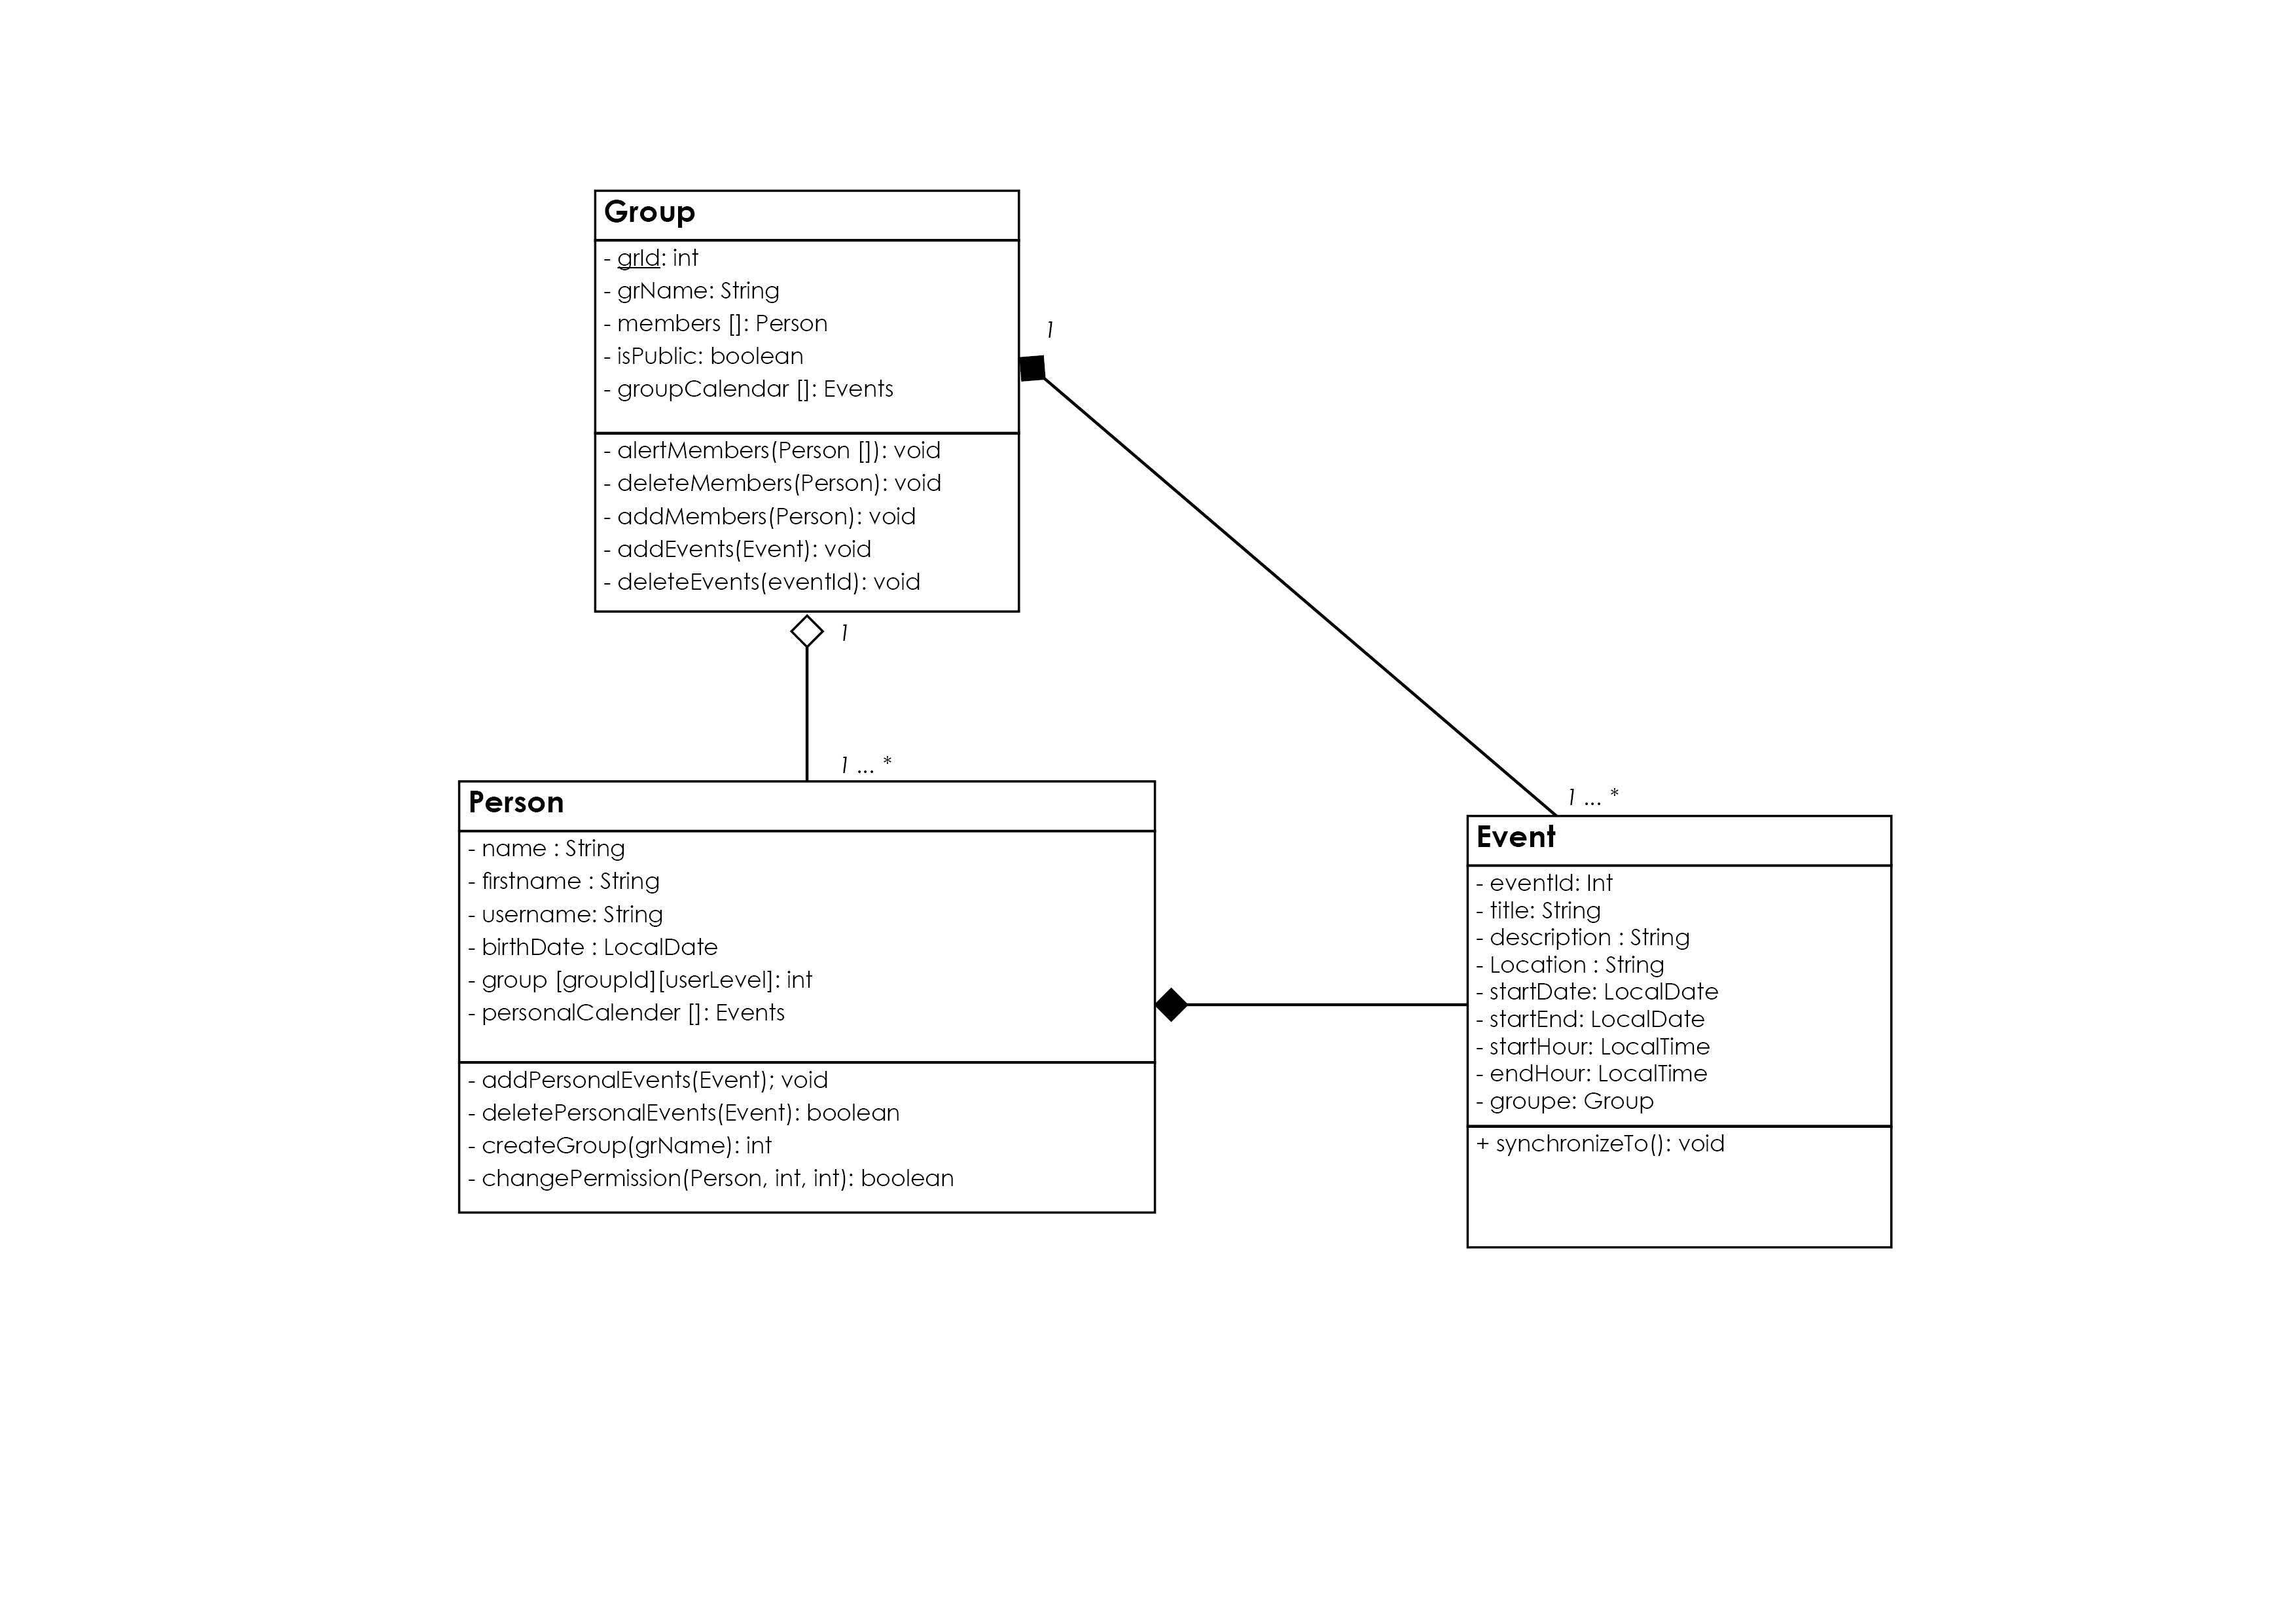 Group
- grId: int
- grName: String
- members []: Person
- isPublic: boolean
- groupCalendar []: Events
- alertMembers(Person []): void
- deleteMembers(Person): void
- addMembers(Person): void
- addEvents(Event): void
- deleteEvents(eventId): void
1
1
1 ... *
Person
- name : String
- firstname : String
- username: String
- birthDate : LocalDate
- group [groupId][userLevel]: int
- personalCalender []: Events
- addPersonalEvents(Event); void
- deletePersonalEvents(Event): boolean
- createGroup(grName): int
- changePermission(Person, int, int): boolean
1 ... *
Event
- eventId: Int
- title: String
- description : String
- Location : String
- startDate: LocalDate
- startEnd: LocalDate
- startHour: LocalTime
- endHour: LocalTime
- groupe: Group
+ synchronizeTo(): void